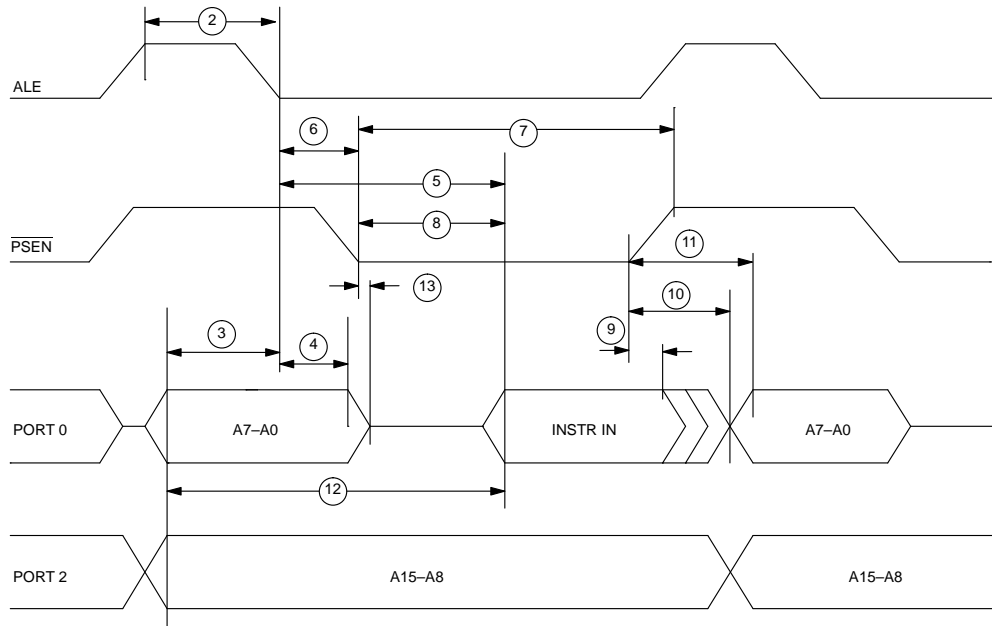 2
ALE
6
7
5
8
PSEN
11
13
10
3
4
9
PORT 0
A7–A0
INSTR IN
A7–A0
12
PORT 2
A15–A8
A15–A8